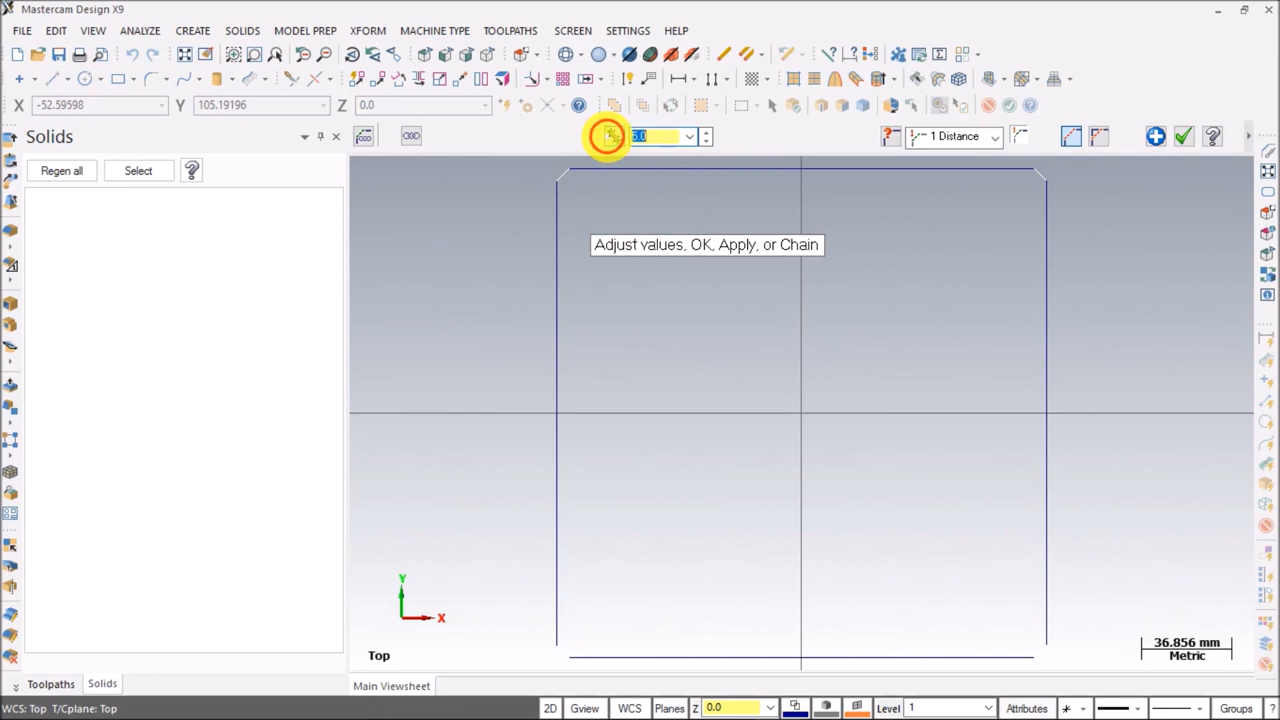 Mastercam Design X9
FILE EDIT VIEW ANALYZE CREATE SOLIDS MODEL PREP XFORM MACHINE TYPE TOOLPATHS SCREEN SETTINGS HELP
X -52.59598 Y 105.19196 Z 0.0
Solids
5.0
1 Distance
Regen all Select
Adjust values, OK, Apply, or Chain
Y
X
Top
36.856 mm
Metric
Toolpaths Solids
Main Viewsheet
WCS: Top T/Cplane: Top 2D Gview WCS Planes Z 0.0 Level 1 Attributes Groups ?